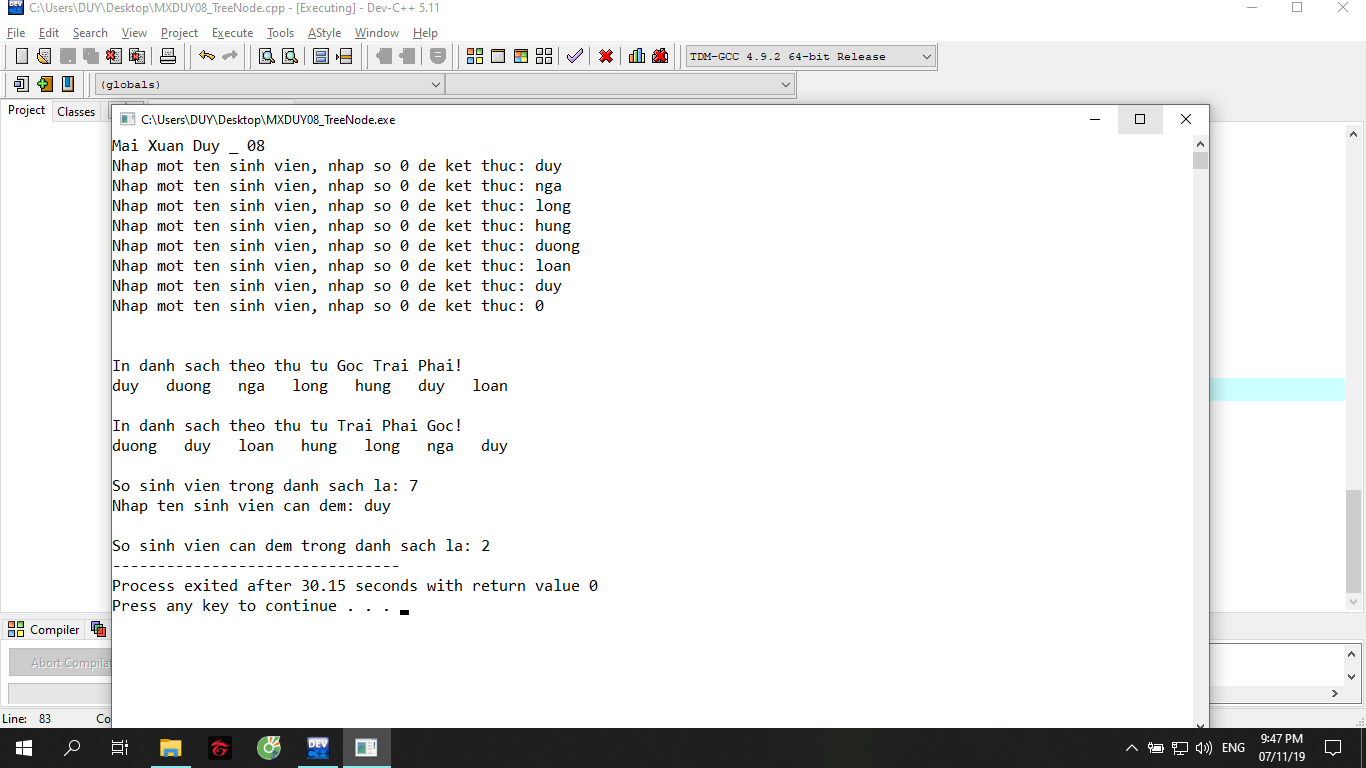 C:\Users\DUY\Desktop\MXDUY08_TreeNode.cpp - [Executing] - Dev-C++ 5.11
File Edit Search View Project Execute Tools AStyle Window Help
TDM-GCC 4.9.2 64-bit Release
(globals)
Project Classes
C:\Users\DUY\Desktop\MXDUY08_TreeNode.exe
Mai Xuan Duy _ 08
Nhap mot ten sinh vien, nhap so 0 de ket thuc: duy
Nhap mot ten sinh vien, nhap so 0 de ket thuc: nga
Nhap mot ten sinh vien, nhap so 0 de ket thuc: long
Nhap mot ten sinh vien, nhap so 0 de ket thuc: hung
Nhap mot ten sinh vien, nhap so 0 de ket thuc: duong
Nhap mot ten sinh vien, nhap so 0 de ket thuc: loan
Nhap mot ten sinh vien, nhap so 0 de ket thuc: duy
Nhap mot ten sinh vien, nhap so 0 de ket thuc: 0
In danh sach theo thu tu Goc Trai Phai!
duy duong nga long hung duy loan
In danh sach theo thu tu Trai Phai Goc!
duong duy loan hung long nga duy
So sinh vien trong danh sach la: 7
Nhap ten sinh vien can dem: duy
So sinh vien can dem trong danh sach la: 2
--------------------------------
Process exited after 30.15 seconds with return value 0
Press any key to continue . . .
Compiler
Abort Compilat
Line: 83 Co
DEV
ENG
9:47 PM
07/11/19